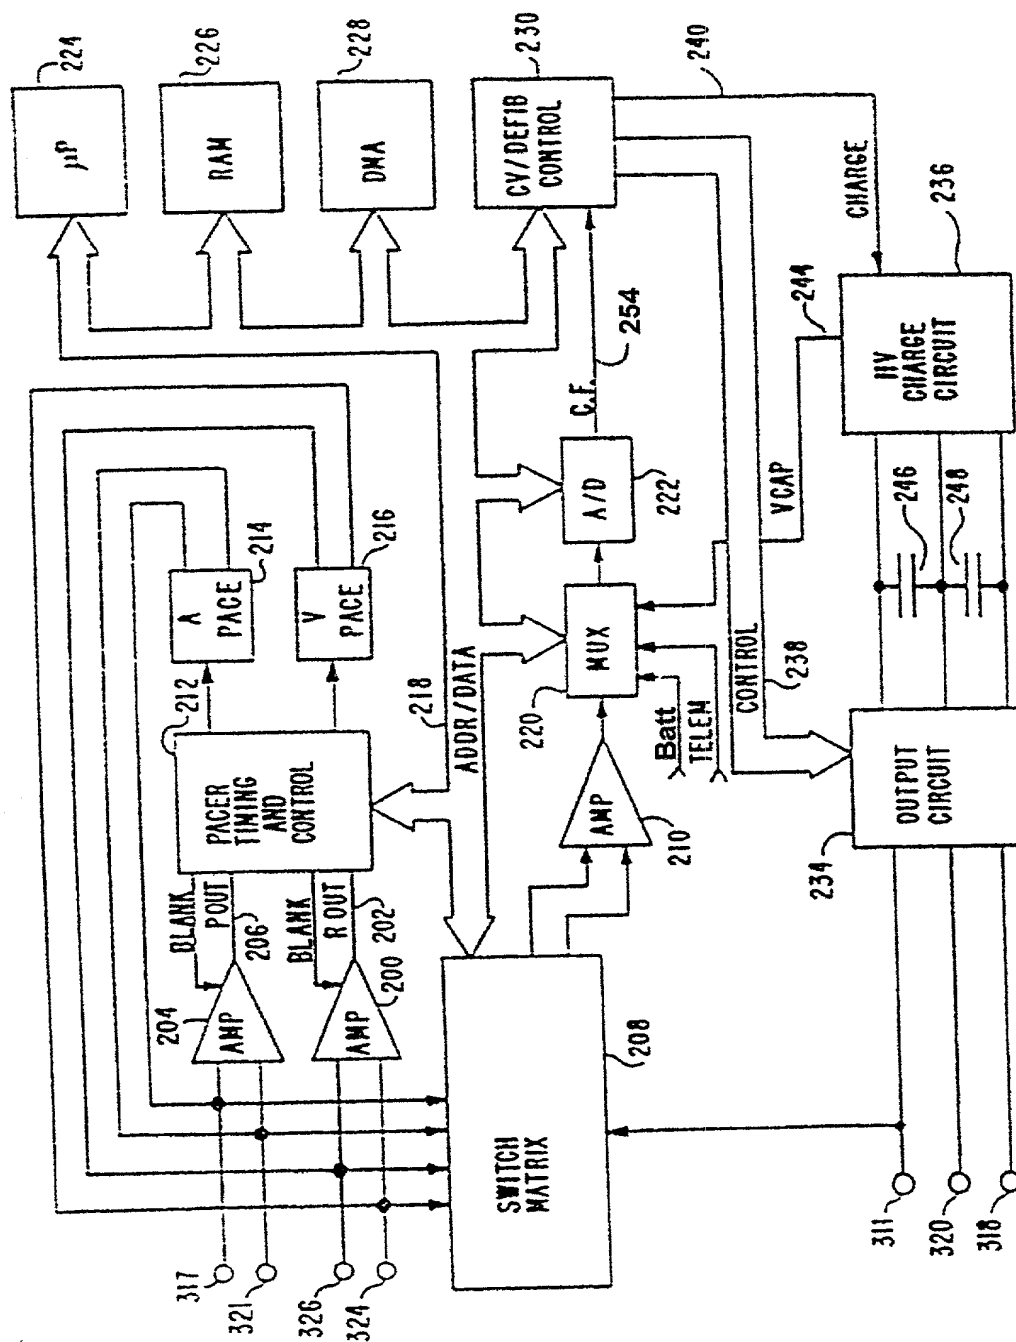 317
321
326
324
204
AMP
BLANK
POUT
206
BLANK
R OUT
202
AMP
200
212
PACER
TIMING
AND
CONTROL
A
PACE
214
V
PACE
216
218
ADDR/DATA
µP
224
RAM
226
DMA
228
CV/DEFIB
CONTROL
230
SWITCH
MATRIX
208
AMP
210
220
MUX
A/D
222
C.F.
254
Batt
TELEM
CONTROL
238
VCAP
244
240
CHARGE
311
320
318
234
OUTPUT
CIRCUIT
246
248
HV
CHARGE
CIRCUIT
236